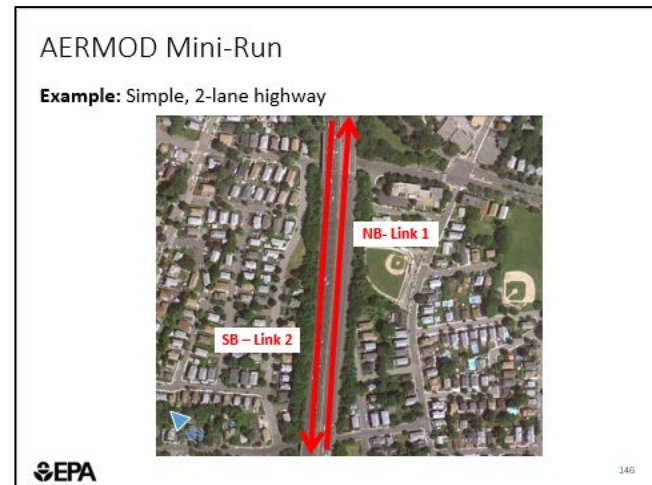 AERMOD Mini-Run
Example: Simple, 2-lane highway
NB- Link 1
SB – Link 2
EPA
146